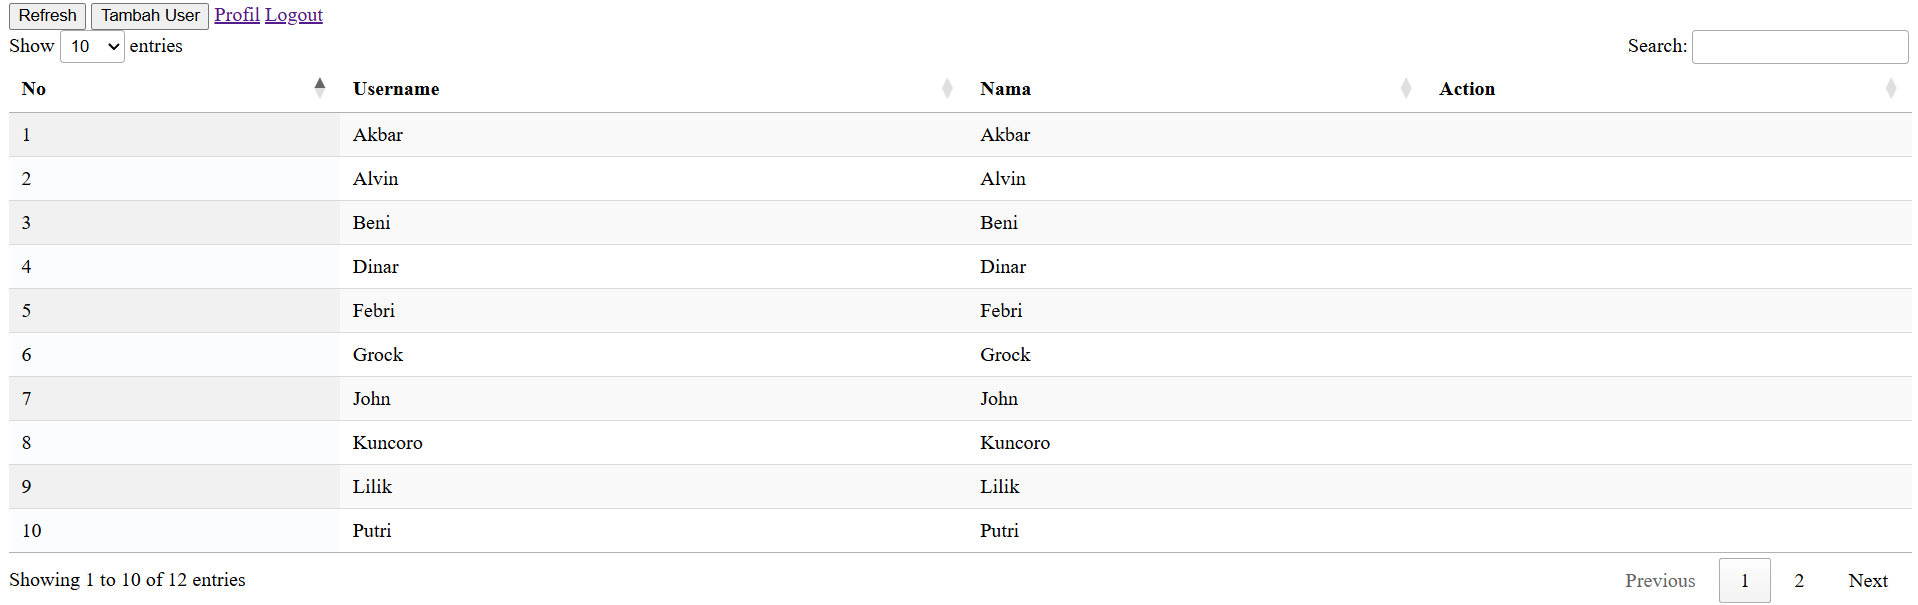 Refresh Tambah User Profil Logout
Show 10 entries Search:
No Username Nama Action
1 Akbar Akbar
2 Alvin Alvin
3 Beni Beni
4 Dinar Dinar
5 Febri Febri
6 Grock Grock
7 John John
8 Kuncoro Kuncoro
9 Lilik Lilik
10 Putri Putri
Showing 1 to 10 of 12 entries Previous 1 2 Next